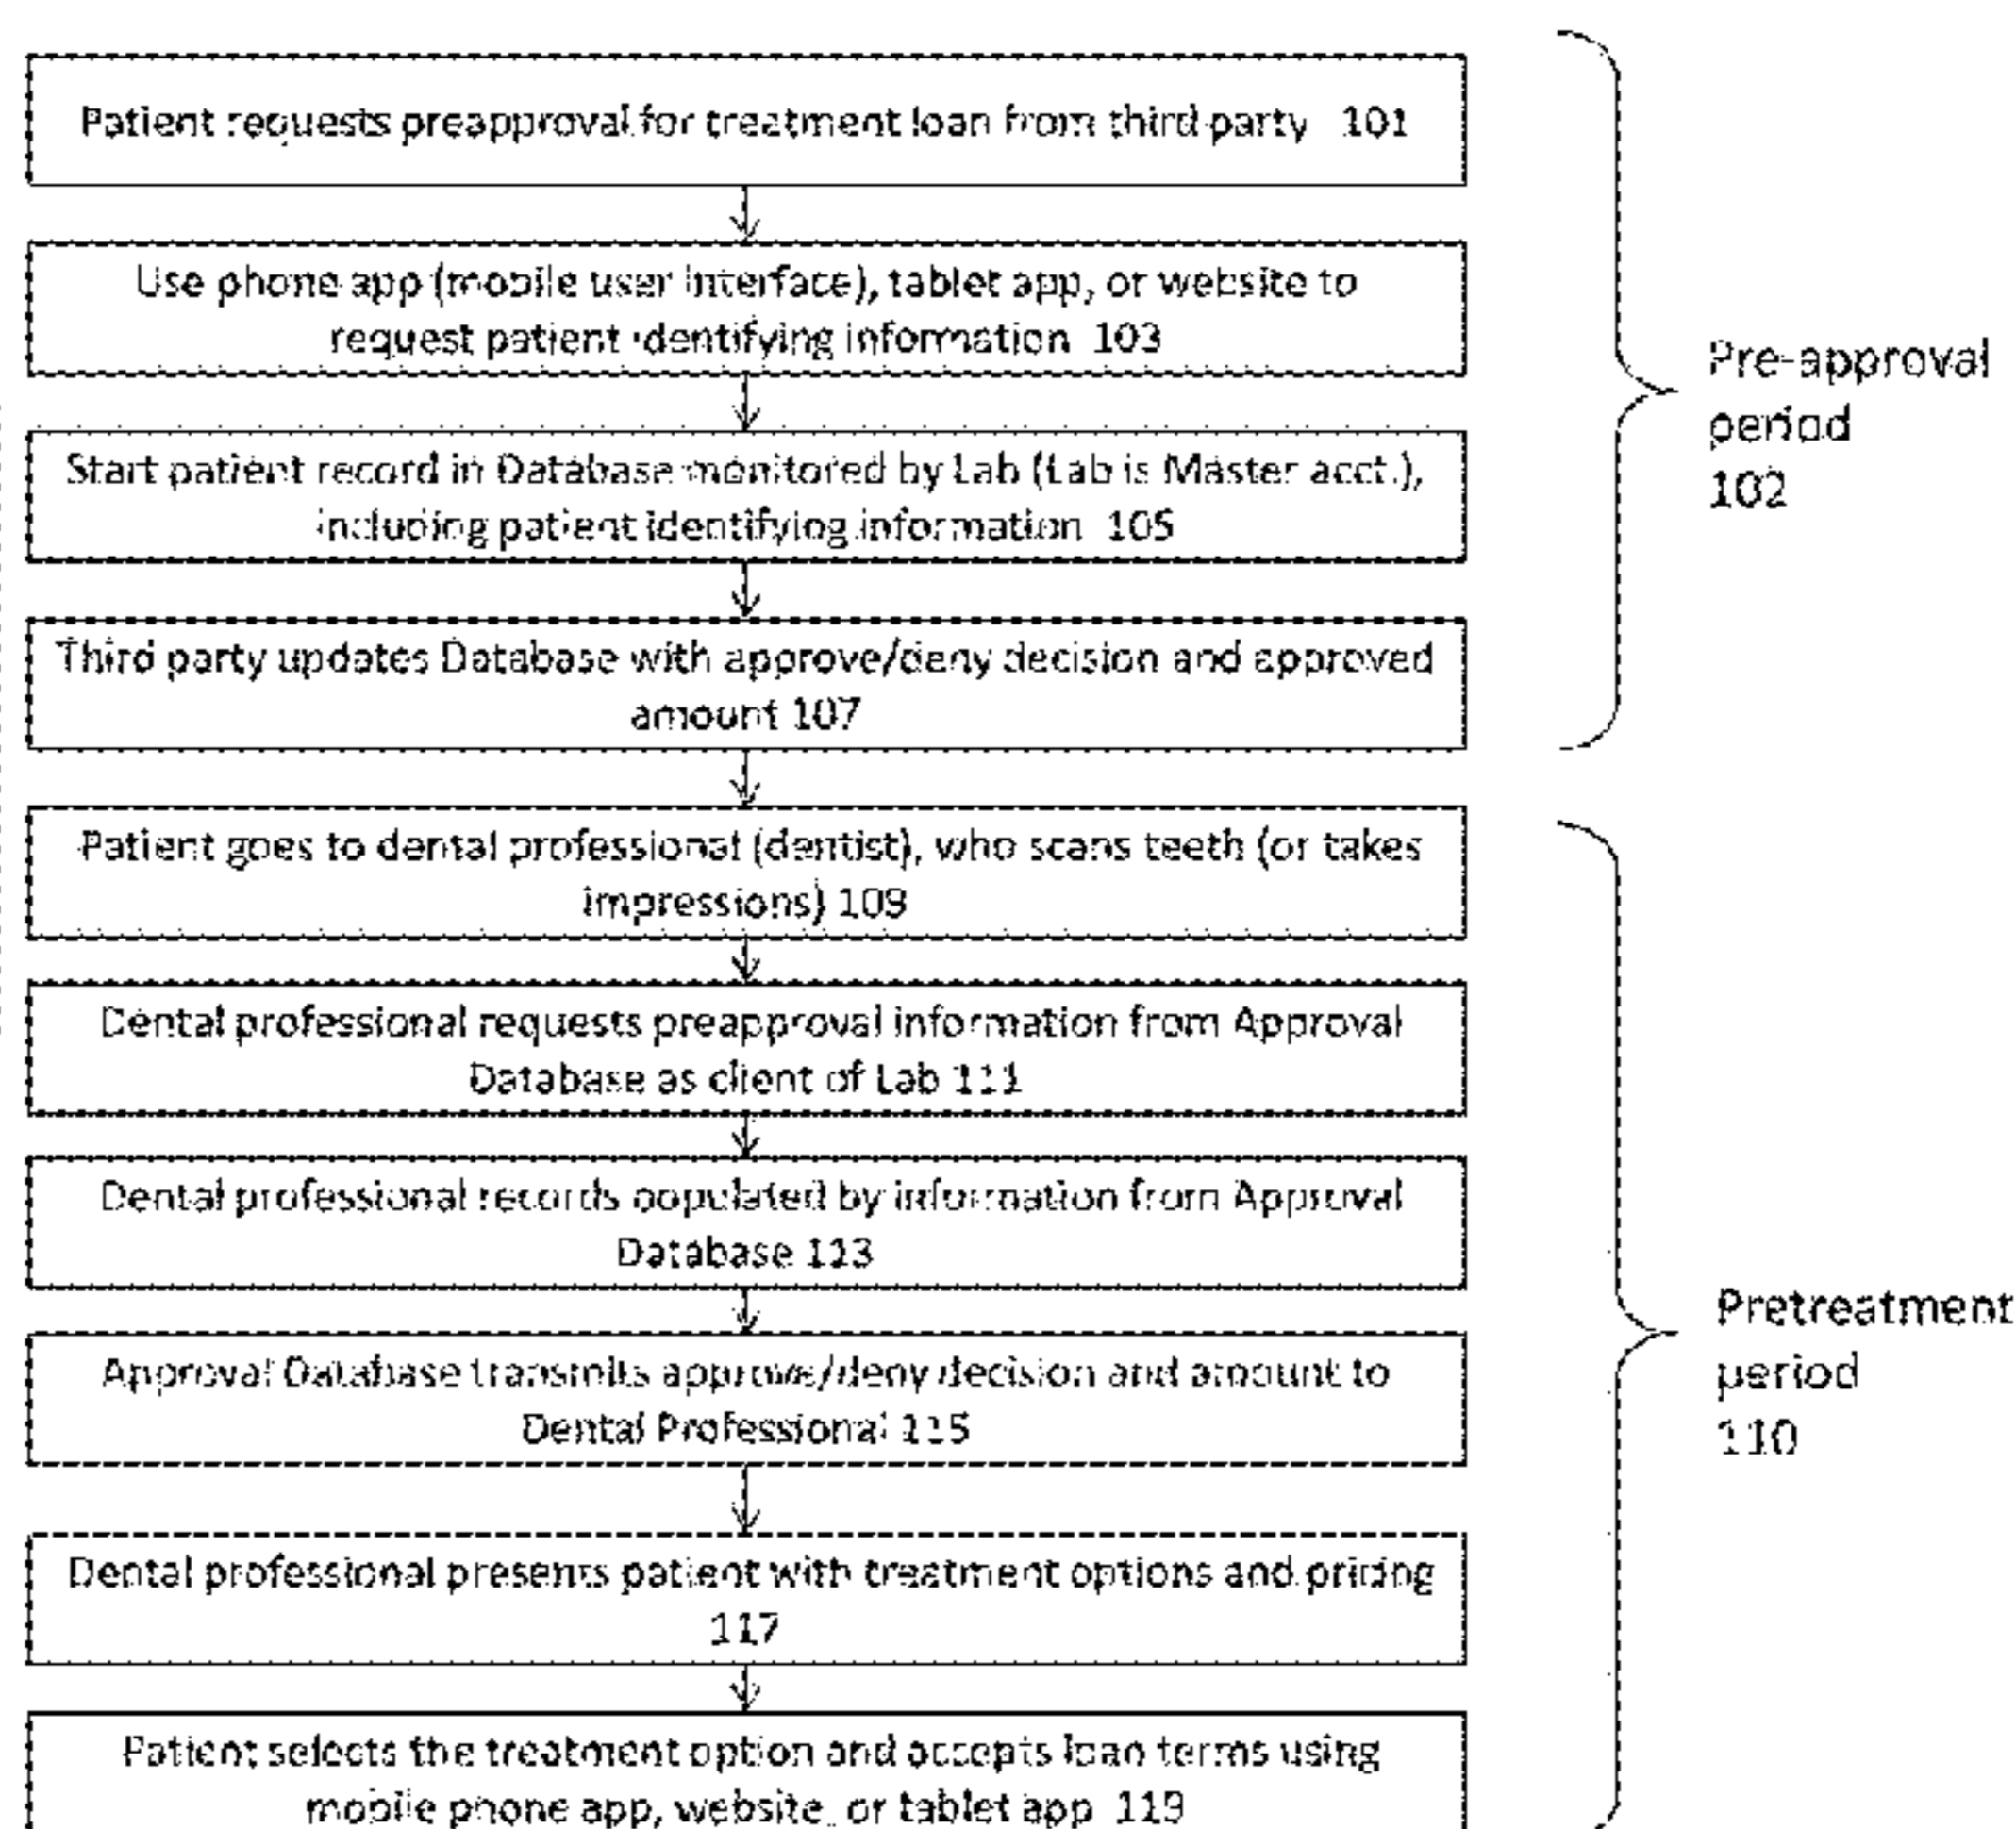 Patient requests preapproval for treatment loan from third party 101
Use phone app (mobile user interface), tablet app, or website to
request patient identifying information 103
Start patient record in Database monitored by Lab (Lab is Master acct.),
including patient identifying information 105
Third party updates Database with approve/deny decision and approved
amount 107
Pre-approval
period
102
Patient goes to dental professional (dentist), who scans teeth (or takes
impressions) 109
Dental professional requests preapproval information from Approval
Database as client of Lab 111
Dental professional records populated by information from Approval
Database 113
Approval Database transmits approve/deny decision and amount to
Dental Professional 115
Dental professional presents patient with treatment options and pricing
117
Patient selects the treatment option and accepts loan terms using
mobile phone app, website, or tablet app 119
Pretreatment
period
110